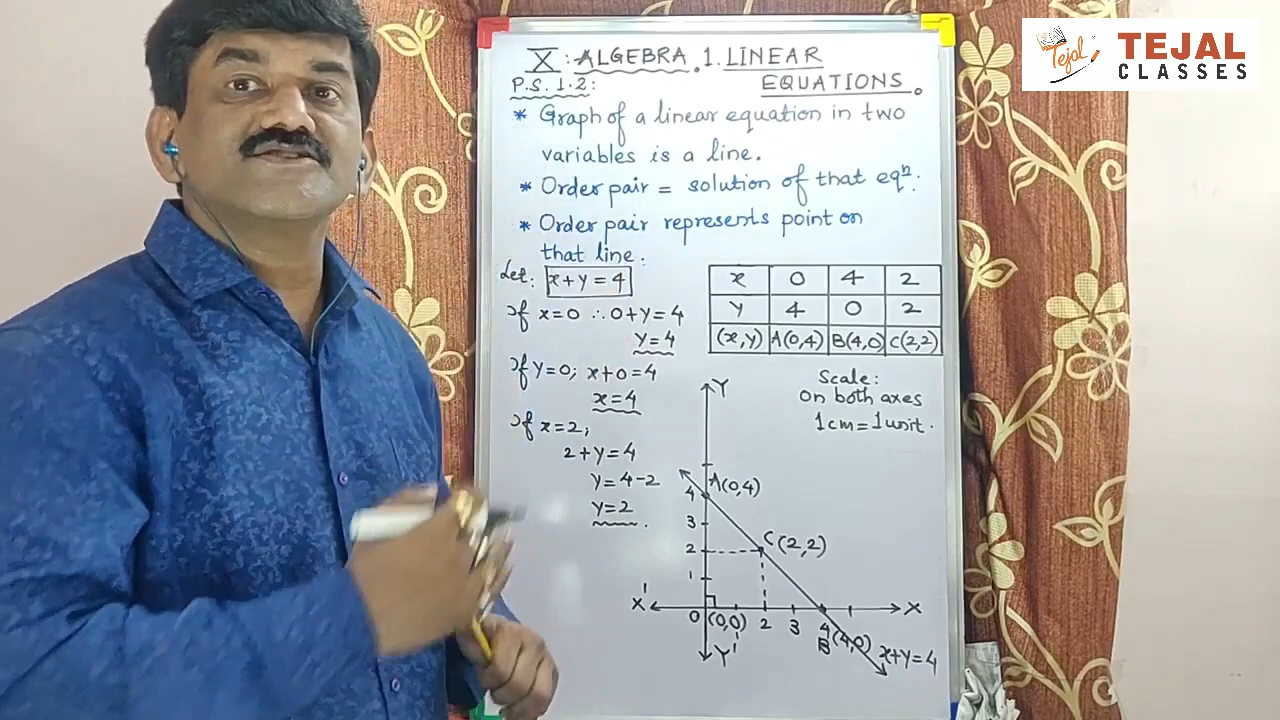 Tejal
TEJAL
CLASSES
X : ALGEBRA. 1. LINEAR
EQUATIONS.
P.S. 1.2:
* Graph of a linear equation in two
variables is a line.
* Order pair = solution of that eqⁿ.
* Order pair represents point on
that line.
Let: x+y=4
If x=0 ∴ 0+y=4
y=4
If y=0; x+0=4
x=4
If x=2;
2+y=4
y=4-2
y=2.
x 0 4 2
y 4 0 2
(x,y) A(0,4) B(4,0) C(2,2)
Scale:
on both axes
1cm=1unit.
Y
A(0,4)
4
3
C(2,2)
2
1
X' X
0 (0,0) 2 3 4 (4,0)
B
Y'
x+y=4